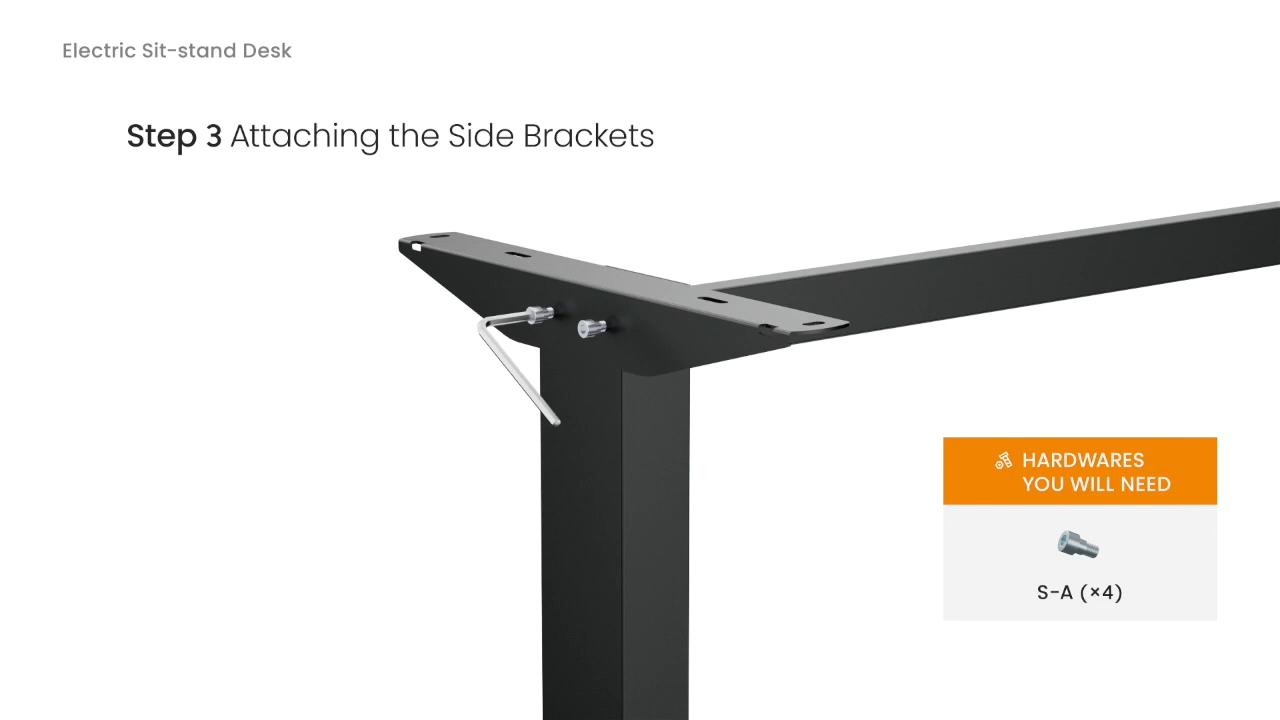 Electric Sit-stand Desk
Step 3 Attaching the Side Brackets
HARDWARES
YOU WILL NEED
S-A (×4)